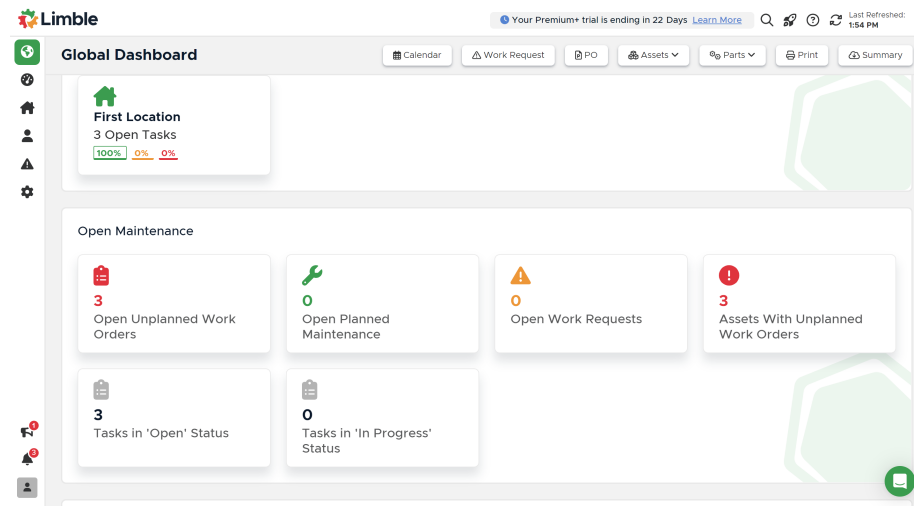 Limble
Your Premium+ trial is ending in 22 Days Learn More
Last Refreshed:
1:54 PM
Global Dashboard
Calendar
Work Request
PO
Assets
Parts
Print
Summary
First Location
3 Open Tasks
100% 0% 0%
Open Maintenance
3
Open Unplanned Work
Orders
0
Open Planned
Maintenance
0
Open Work Requests
3
Assets With Unplanned
Work Orders
3
Tasks in 'Open' Status
0
Tasks in 'In Progress'
Status
1
3